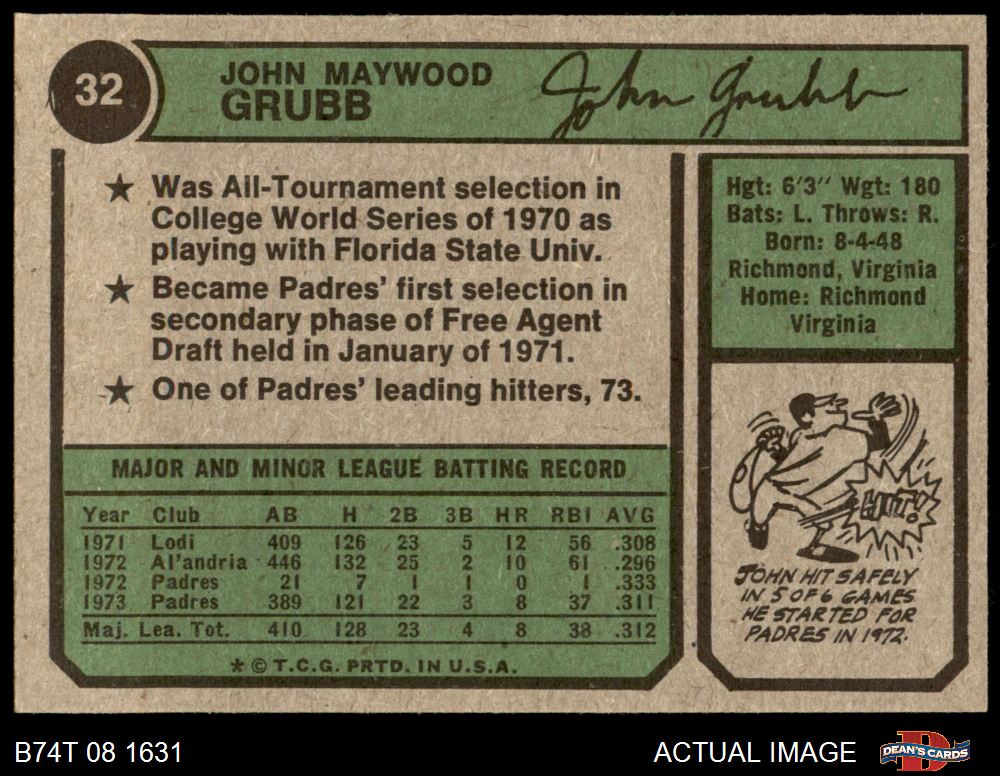 32
JOHN MAYWOOD
GRUBB
John Grubb
★ Was All-Tournament selection in
College World Series of 1970 as
playing with Florida State Univ.
★ Became Padres' first selection in
secondary phase of Free Agent
Draft held in January of 1971.
★ One of Padres' leading hitters, 73.
Hgt: 6'3" Wgt: 180
Bats: L. Throws: R.
Born: 8-4-48
Richmond, Virginia
Home: Richmond
Virginia
MAJOR AND MINOR LEAGUE BATTING RECORD
Year Club AB H 2B 3B HR RBI AVG
1971 Lodi 409 126 23 5 12 56 .308
1972 Al'andria 446 132 25 2 10 61 .296
1972 Padres 21 7 1 1 0 1 .333
1973 Padres 389 121 22 3 8 37 .311
Maj. Lea. Tot. 410 128 23 4 8 38 .312
* © T.C.G. PRTD. IN U.S.A.
JOHN HIT SAFELY
IN 5 OF 6 GAMES
HE STARTED FOR
PADRES IN 1972.
B74T 08 1631
ACTUAL IMAGE
DEAN'S CARDS